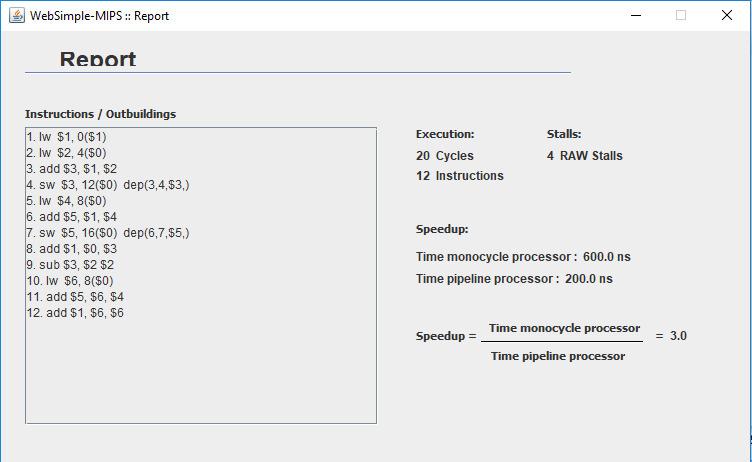 WebSimple-MIPS :: Report
Report
Instructions / Outbuildings
1. lw $1, 0($1)
2. lw $2, 4($0)
3. add $3, $1, $2
4. sw $3, 12($0) dep(3,4,$3,)
5. lw $4, 8($0)
6. add $5, $1, $4
7. sw $5, 16($0) dep(6,7,$5,)
8. add $1, $0, $3
9. sub $3, $2 $2
10. lw $6, 8($0)
11. add $5, $6, $4
12. add $1, $6, $6
Execution: Stalls:
20 Cycles 4 RAW Stalls
12 Instructions
Speedup:
Time monocycle processor : 600.0 ns
Time pipeline processor : 200.0 ns
Time monocycle processor
Speedup = = 3.0
Time pipeline processor